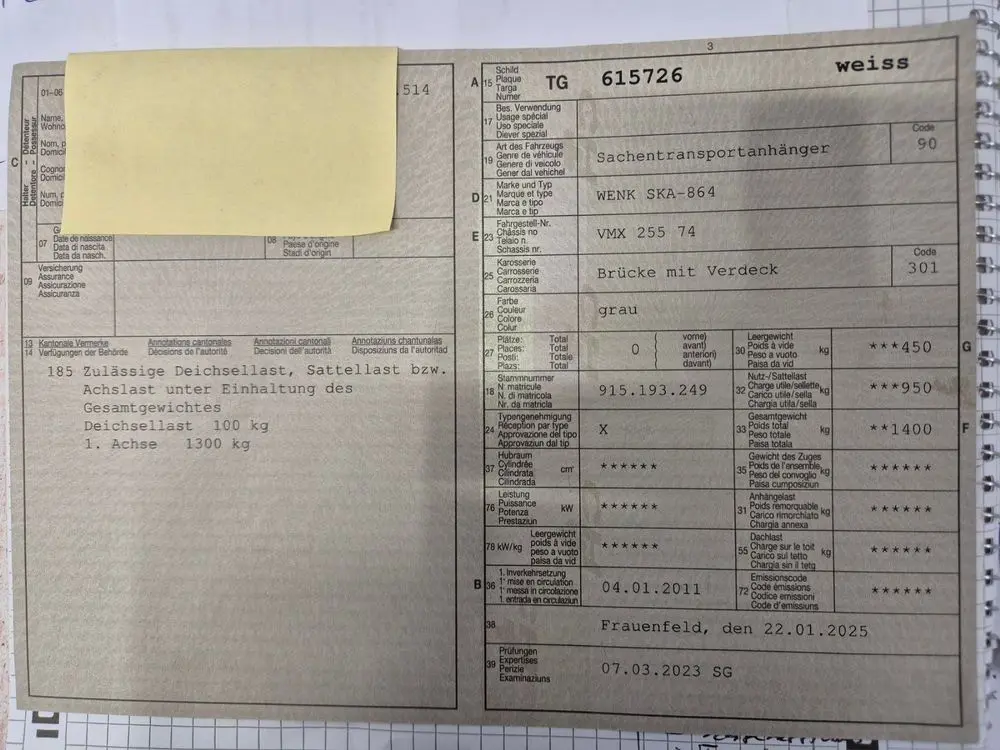 .514
01-06
Name,
Wohno
Nom, p
Domici
Cogno
Domic
Num, p
Domic
C
Halter Détenteur
Detentore Possessur
07
Date de naissance
Data di nascita
Data da nasch.
08
Paese d'origine
Stadi d'origin
09
Versicherung
Assurance
Assicurazione
Assicuranza
13 Kantonale Vermerke Annotations cantonales Annotazioni cantonali Annotaziuns chantunalas
14 Verfügungen der Behörde Décisions de l'autorité Decisioni dell'autorità Disposiziuns da l'autoritad
185 Zulässige Deichsellast, Sattellast bzw.
Achslast unter Einhaltung des
Gesamtgewichtes
Deichsellast 100 kg
1. Achse 1300 kg
3
A 15 Schild
Plaque
Targa
Numer
TG 615726 weiss
17 Bes. Verwendung
Usage spécial
Uso speciale
Diever spezial
19 Art des Fahrzeugs
Genre de véhicule
Genere di veicolo
Gener dal vehichel
Sachentransportanhänger
Code
90
D 21 Marke und Typ
Marque et type
Marca e tipo
Marca e tip
WENK SKA-864
E 23 Fahrgestell-Nr.
Châssis no
Telaio n.
Schassis nr.
VMX 255 74
25 Karosserie
Carrosserie
Carrozzeria
Carossaria
Brücke mit Verdeck
Code
301
26 Farbe
Couleur
Colore
Colur
grau
27 Plätze: Total
Places: Total
Posti: Totale
Plazs: Total
0
vorne)
avant)
anteriori)
davant)
30 Leergewicht
Poids à vide
Peso a vuoto
Paisa da vid
kg
***450
G
18 Stammnummer
N. matricule
N. di matricola
Nr. da matricla
915.193.249
32 Nutz-/Sattellast
Charge utile/sellette
Carico utile/sella
Chargia utila/sella
kg
***950
24 Typengenehmigung
Réception par type
Approvazione del tipo
Approvaziun dal tip
X
33 Gesamtgewicht
Poids total
Peso totale
Paisa totala
kg
**1400
F
37 Hubraum
Cylindrée
Cilindrata
Cilindrada
cm³
******
35 Gewicht des Zuges
Poids de l'ensemble
Peso del convoglio
Paisa cumposiziun
kg
******
76 Leistung
Puissance
Potenza
Prestaziun
kW
******
31 Anhängelast
Poids remorquable
Carico rimorchiato
Chargia annexa
kg
******
78 kW/kg
Leergewicht
poids à vide
peso a vuoto
paisa da vid
******
55 Dachlast
Charge sur le toit
Carico sul tetto
Chargia sin il tetg
kg
******
B 36 1. Inverkehrsetzung
1ʳᵉ mise en circulation
1ª messa in circolazione
1. entrada en circulaziun
04.01.2011
72 Emissionscode
Code émissions
Codice emissioni
Code d'emissiuns
******
38
Frauenfeld, den 22.01.2025
39 Prüfungen
Expertises
Perizie
Examinaziuns
07.03.2023 SG